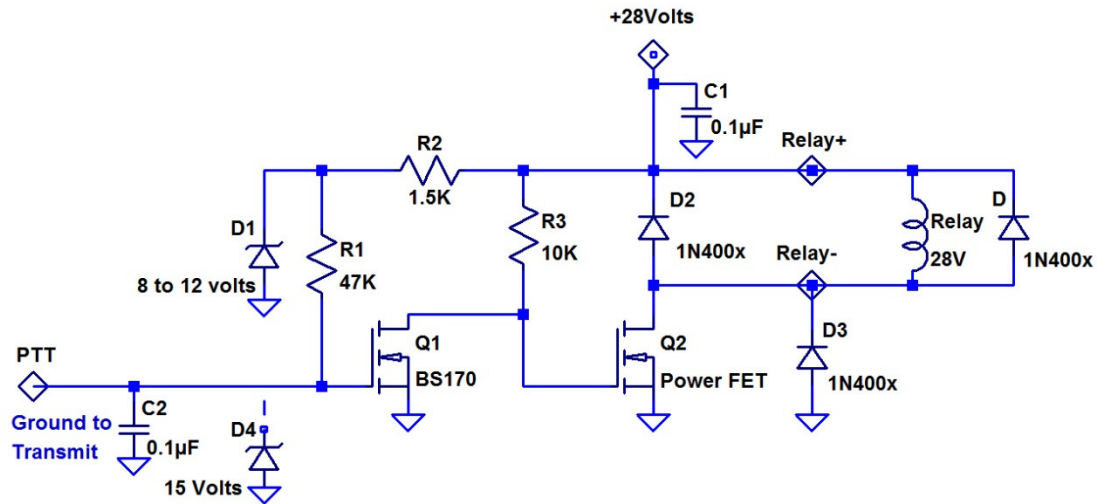 +28Volts
C1
0.1µF
R2
1.5K
Relay+
D1
8 to 12 volts
R1
47K
R3
10K
D2
1N400x
Relay
28V
D
1N400x
Relay-
PTT
Q1
BS170
Q2
Power FET
D3
1N400x
Ground to
Transmit
C2
0.1µF
D4
15 Volts